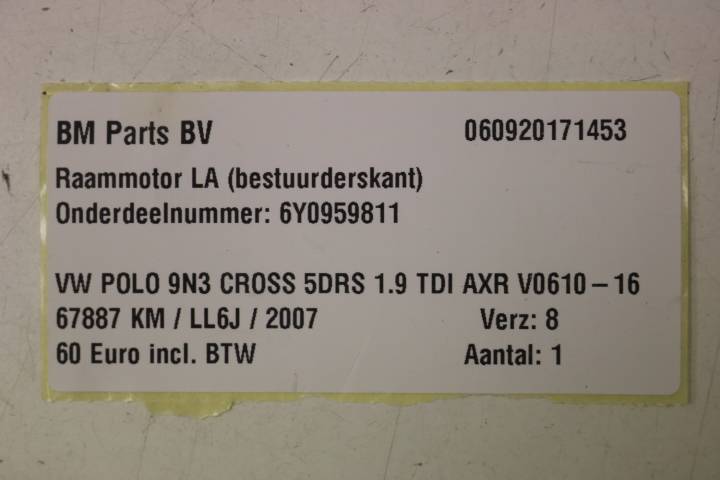 BM Parts BV 060920171453
Raammotor LA (bestuurderskant)
Onderdeelnummer: 6Y0959811
VW POLO 9N3 CROSS 5DRS 1.9 TDI AXR V0610 – 16
67887 KM / LL6J / 2007 Verz: 8
60 Euro incl. BTW Aantal: 1